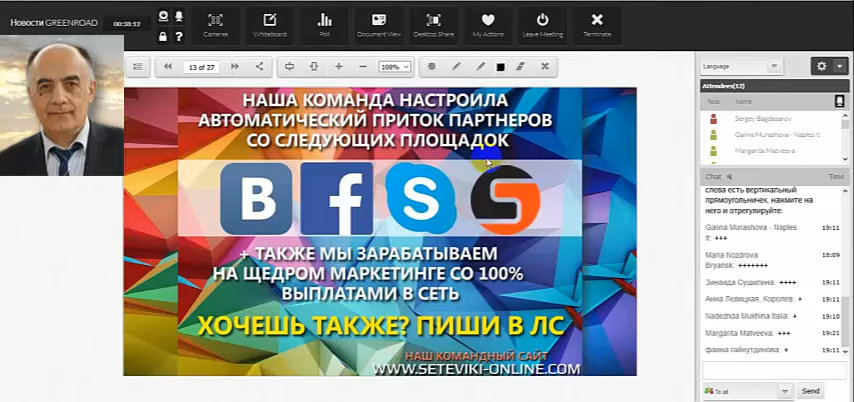 Новости GREENROAD
00:38:12
?
Cameras
Whiteboard
Poll
Document View
Desktop Share
My Actions
Leave Meeting
Terminate
13 of 27
100%
НАША КОМАНДА НАСТРОИЛА
АВТОМАТИЧЕСКИЙ ПРИТОК ПАРТНЕРОВ
СО СЛЕДУЮЩИХ ПЛОЩАДОК
В f S S
+ ТАКЖЕ МЫ ЗАРАБАТЫВАЕМ
НА ЩЕДРОМ МАРКЕТИНГЕ СО 100%
ВЫПЛАТАМИ В СЕТЬ
ХОЧЕШЬ ТАКЖЕ? ПИШИ В ЛС
НАШ КОМАНДНЫЙ САЙТ
WWW.SETEVIKI-ONLINE.COM
Language
Attendees(12)
Role Name
Sergey Bagdasarov
Galina Murashova - Naples It
Margarita Matveeva
Chat Time
слева есть вертикальный
прямоугольничек, нажмите на
него и отрегулируйте.
Galina Murashova - Naples 19:11
It: +++
Maria Nozdrova 18:09
Bryansk: +++++++
Зинаида Сушилина: ++++ 19:11
Анна Левицкая, Королев: + 19:11
Nadezhda Mukhina Italia: + 19:10
Margarita Matveeva: +++ 19:21
фаина гайнутдинова: + 19:11
To all
Send